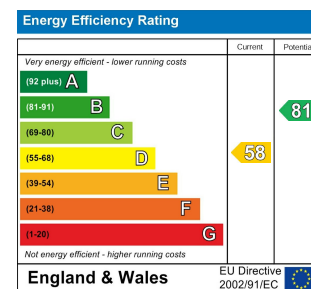 Energy Efficiency Rating
Current Potentia
Very energy efficient - lower running costs
(92 plus) A
(81-91) B
81
(69-80) C
(55-68) D
58
(39-54) E
(21-38) F
(1-20) G
Not energy efficient - higher running costs
England & Wales
EU Directive
2002/91/EC